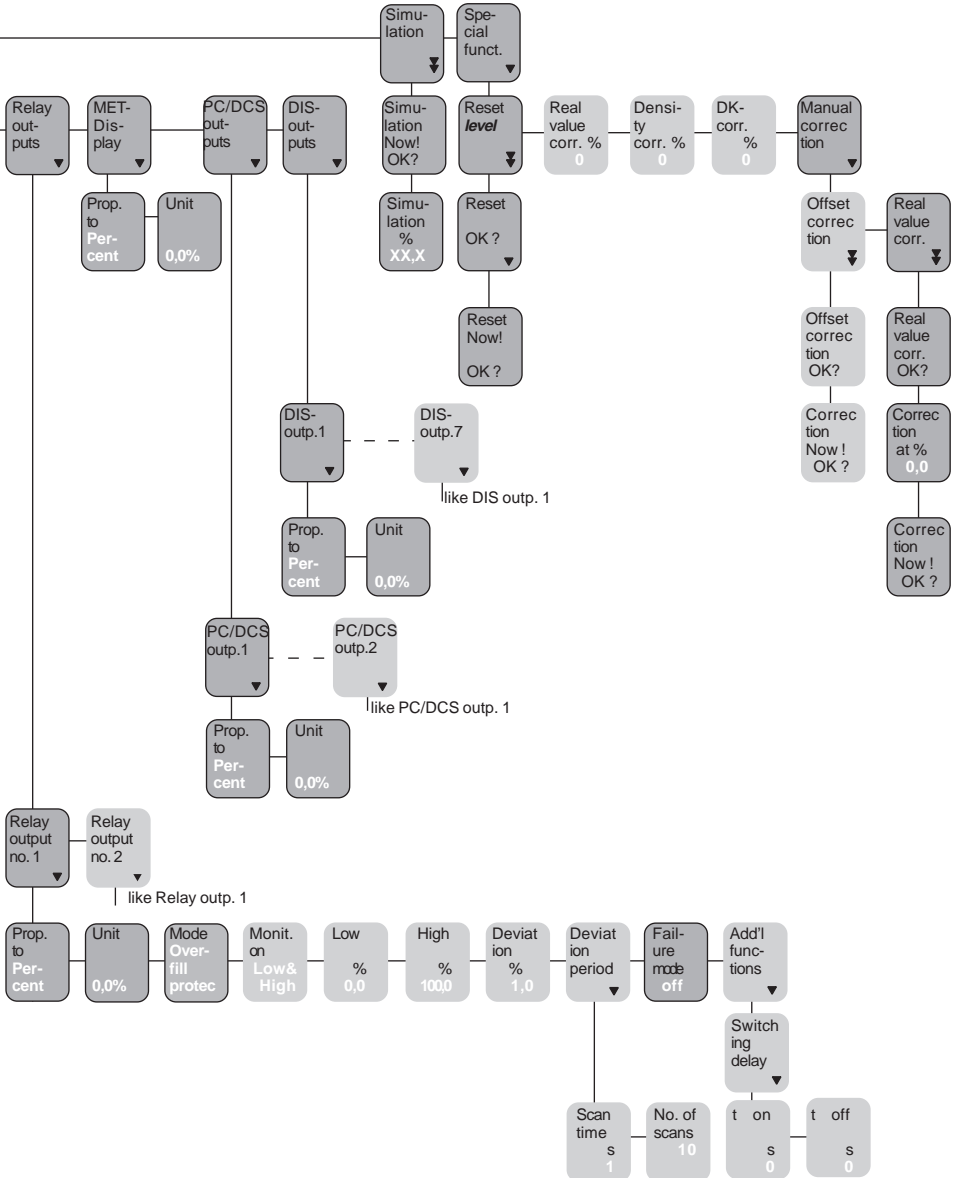 Simu-
lation
Spe-
cial
funct.
Relay
out-
puts
MET-
Dis-
play
PC/DCS
out-
puts
DIS-
out-
puts
Simu-
lation
Now!
OK?
Reset
level
Real
value
corr. %
0
Densi-
ty
corr. %
0
DK-
corr.
%
0
Manual
correc
tion
Prop.
to
Per-
cent
Unit
0,0%
Simu-
lation
%
XX,X
Reset
OK ?
Offset
correc
tion
Real
value
corr.
Reset
Now!
OK ?
Offset
correc
tion
OK?
Real
value
corr.
OK?
DIS-
outp.1
DIS-
outp.7
like DIS outp. 1
Correc
tion
Now !
OK ?
Correc
tion
at %
0,0
Prop.
to
Per-
cent
Unit
0,0%
Correc
tion
Now !
OK ?
PC/DCS
outp.1
PC/DCS
outp.2
like PC/DCS outp. 1
Prop.
to
Per-
cent
Unit
0,0%
Relay
output
no. 1
Relay
output
no. 2
like Relay outp. 1
Prop.
to
Per-
cent
Unit
0,0%
Mode
Over-
fill
protec
Monit.
on
Low&
High
Low
%
0,0
High
%
100,0
Deviat
ion
%
1,0
Deviat
ion
period
Fail-
ure
mode
off
Add'l
func-
tions
Switch
ing
delay
Scan
time
s
1
No. of
scans
10
t on
s
0
t off
s
0